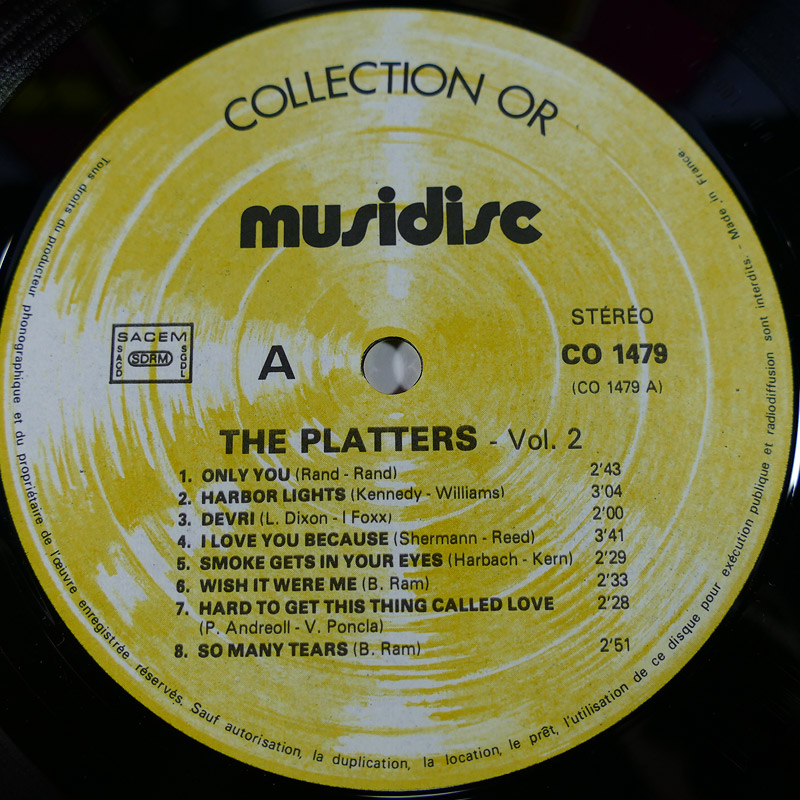 COLLECTION OR
musidisc
SACEM
SACD
SDRM
SGDL
A
STÉRÉO
CO 1479
(CO 1479 A)
THE PLATTERS - Vol. 2
1. ONLY YOU (Rand - Rand) 2'43
2. HARBOR LIGHTS (Kennedy - Williams) 3'04
3. DEVRI (L. Dixon - I Foxx) 2'00
4. I LOVE YOU BECAUSE (Shermann - Reed) 3'41
5. SMOKE GETS IN YOUR EYES (Harbach - Kern) 2'29
6. WISH IT WERE ME (B. Ram) 2'33
7. HARD TO GET THIS THING CALLED LOVE 2'28
(P. Andreoll - V. Poncla)
8. SO MANY TEARS (B. Ram) 2'51
Tous droits du producteur phonographique et du propriétaire de l'œuvre enregistrée réservés. Sauf autorisation, la duplication, la location, le prêt, l'utilisation de ce disque pour exécution publique et radiodiffusion sont interdits. - Made in France.